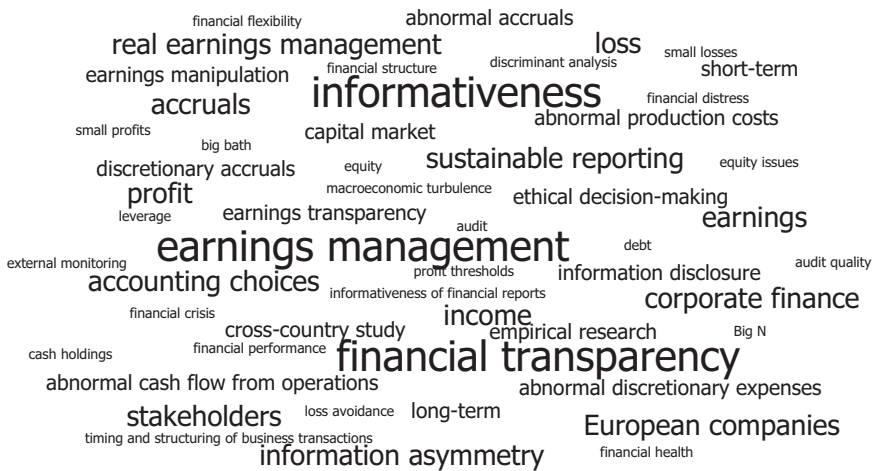 financial flexibility
abnormal accruals
real earnings management
loss
small losses
earnings manipulation
financial structure
discriminant analysis
short-term
accruals
informativeness
financial distress
small profits
capital market
abnormal production costs
big bath
discretionary accruals
equity
sustainable reporting
equity issues
profit
macroeconomic turbulence
ethical decision-making
leverage
earnings transparency
audit
earnings
earnings management
debt
external monitoring
accounting choices
profit thresholds
information disclosure
audit quality
informativeness of financial reports
corporate finance
financial crisis
income
cross-country study
empirical research
Big N
cash holdings
financial performance
financial transparency
abnormal cash flow from operations
abnormal discretionary expenses
stakeholders
loss avoidance
long-term
European companies
timing and structuring of business transactions
information asymmetry
financial health